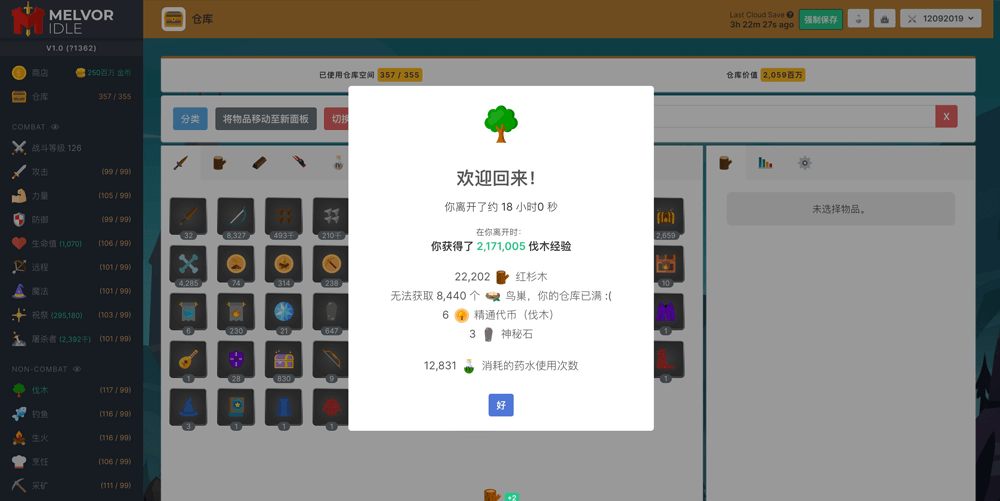 MELVOR
IDLE
V1.0 (?1362)
商店
250百万 金币
仓库
357 / 355
COMBAT
战斗等级 126
攻击
(99 / 99)
力量
(105 / 99)
防御
(99 / 99)
生命值 (1,070)
(106 / 99)
远程
(101 / 99)
魔法
(101 / 99)
祝祭 (295,180)
(103 / 99)
屠杀者 (2,392千)
(101 / 99)
NON-COMBAT
伐木
(117 / 99)
钓鱼
(116 / 99)
生火
(116 / 99)
烹饪
(106 / 99)
采矿
(111 / 99)
仓库
Last Cloud Save
3h 22m 27s ago
强制保存
12092019
已使用仓库空间 357 / 355
仓库价值 2,059百万
分类
将物品移动至新面板
切换
X
未选择物品。
32
8,327
493千
210千
2,659
4,265
74
314
238
10
6
230
21
647
1
1
28
830
9
1
3
1
1
1
欢迎回来！
你离开了约 18 小时0 秒
在你离开时：
你获得了 2,171,005 伐木经验
22,202 红杉木
无法获取 8,440 个 鸟巢，你的仓库已满 :(
6 精通代币（伐木）
3 神秘石
12,831 消耗的药水使用次数
好
+2